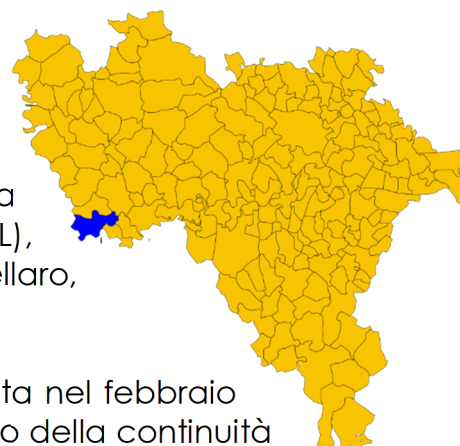 a
L),
ellaro,
ta nel febbraio
o della continuità